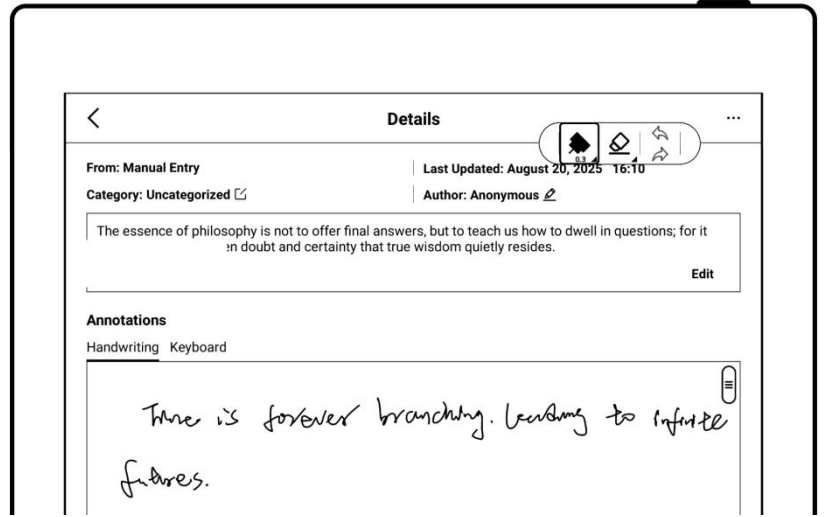 Details
0.3
From: Manual Entry
Last Updated: August 20, 2025 16:10
Category: Uncategorized
Author: Anonymous
The essence of philosophy is not to offer final answers, but to teach us how to dwell in questions; for it
doubt and certainty that true wisdom quietly resides.
Edit
Annotations
Handwriting Keyboard
Time is forever branching. Leading to infinite
futures.